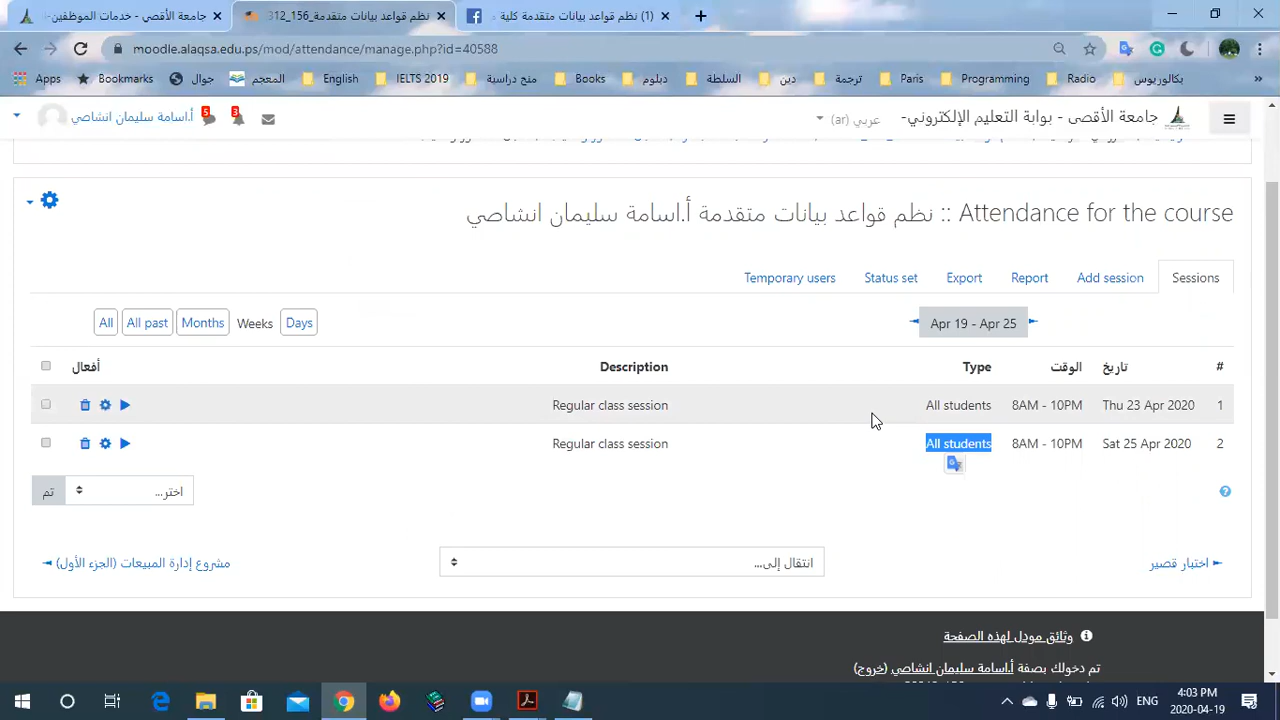 جامعة الأقصى - خدمات الموظفين-
نظم قواعد بيانات متقدمة_156_312
(1) نظم قواعد بيانات متقدمة كلية
moodle.alaqsa.edu.ps/mod/attendance/manage.php?id=40588
Apps
Bookmarks
جوال
المعجم
English
IELTS 2019
منح دراسية
Books
دبلوم
السلطة
دين
ترجمة
Paris
Programming
Radio
بكالوريوس
»
جامعة الأقصى - بوابة التعليم الإلكتروني-
عربي (ar)
3
5
أ.اسامة سليمان انشاصي
Attendance for the course :: نظم قواعد بيانات متقدمة أ.اسامة سليمان انشاصي
Sessions
Add session
Report
Export
Status set
Temporary users
Apr 19 - Apr 25
All
All past
Months
Weeks
Days
# تاريخ الوقت Type Description أفعال
1 Thu 23 Apr 2020 8AM - 10PM All students Regular class session
2 Sat 25 Apr 2020 8AM - 10PM All students Regular class session
اختر...
تم
اختبار قصير
انتقال إلى...
مشروع إدارة المبيعات (الجزء الأول)
وثائق مودل لهذه الصفحة
تم دخولك بصفة أ.اسامة سليمان انشاصي (خروج)
ENG
4:03 PM
2020-04-19